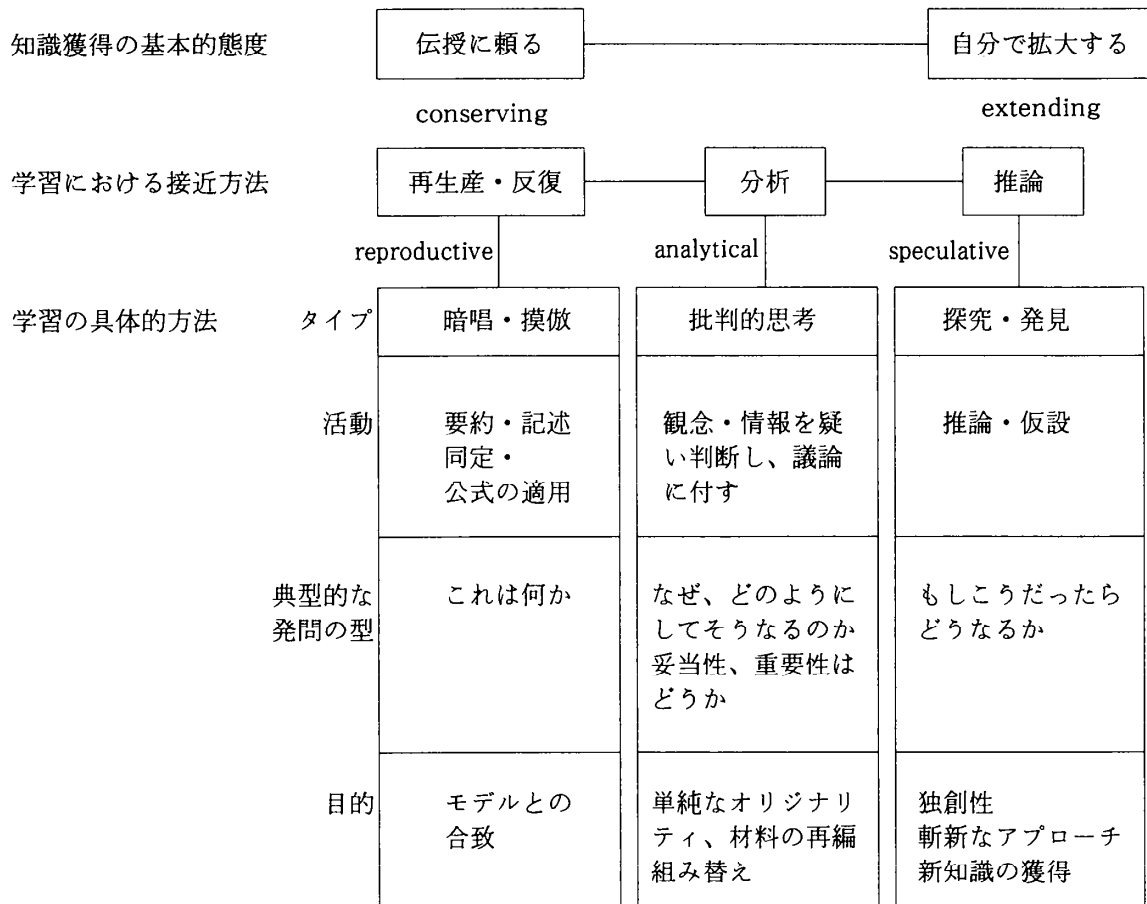 知識獲得の基本的態度 伝授に頼る 自分で拡大する
conserving extending
学習における接近方法 再生産・反復 分析 推論
reproductive analytical speculative
学習の具体的方法 タイプ 暗唱・摸倣 批判的思考 探究・発見
活動
要約・記述
同定・
公式の適用
観念・情報を疑
い判断し、議論
に付す
推論・仮設
典型的な
発問の型
これは何か
なぜ、どのように
してそうなるのか
妥当性、重要性は
どうか
もしこうだったら
どうなるか
目的
モデルとの
合致
単純なオリジナリ
ティ、材料の再編
組み替え
独創性
斬新なアプローチ
新知識の獲得